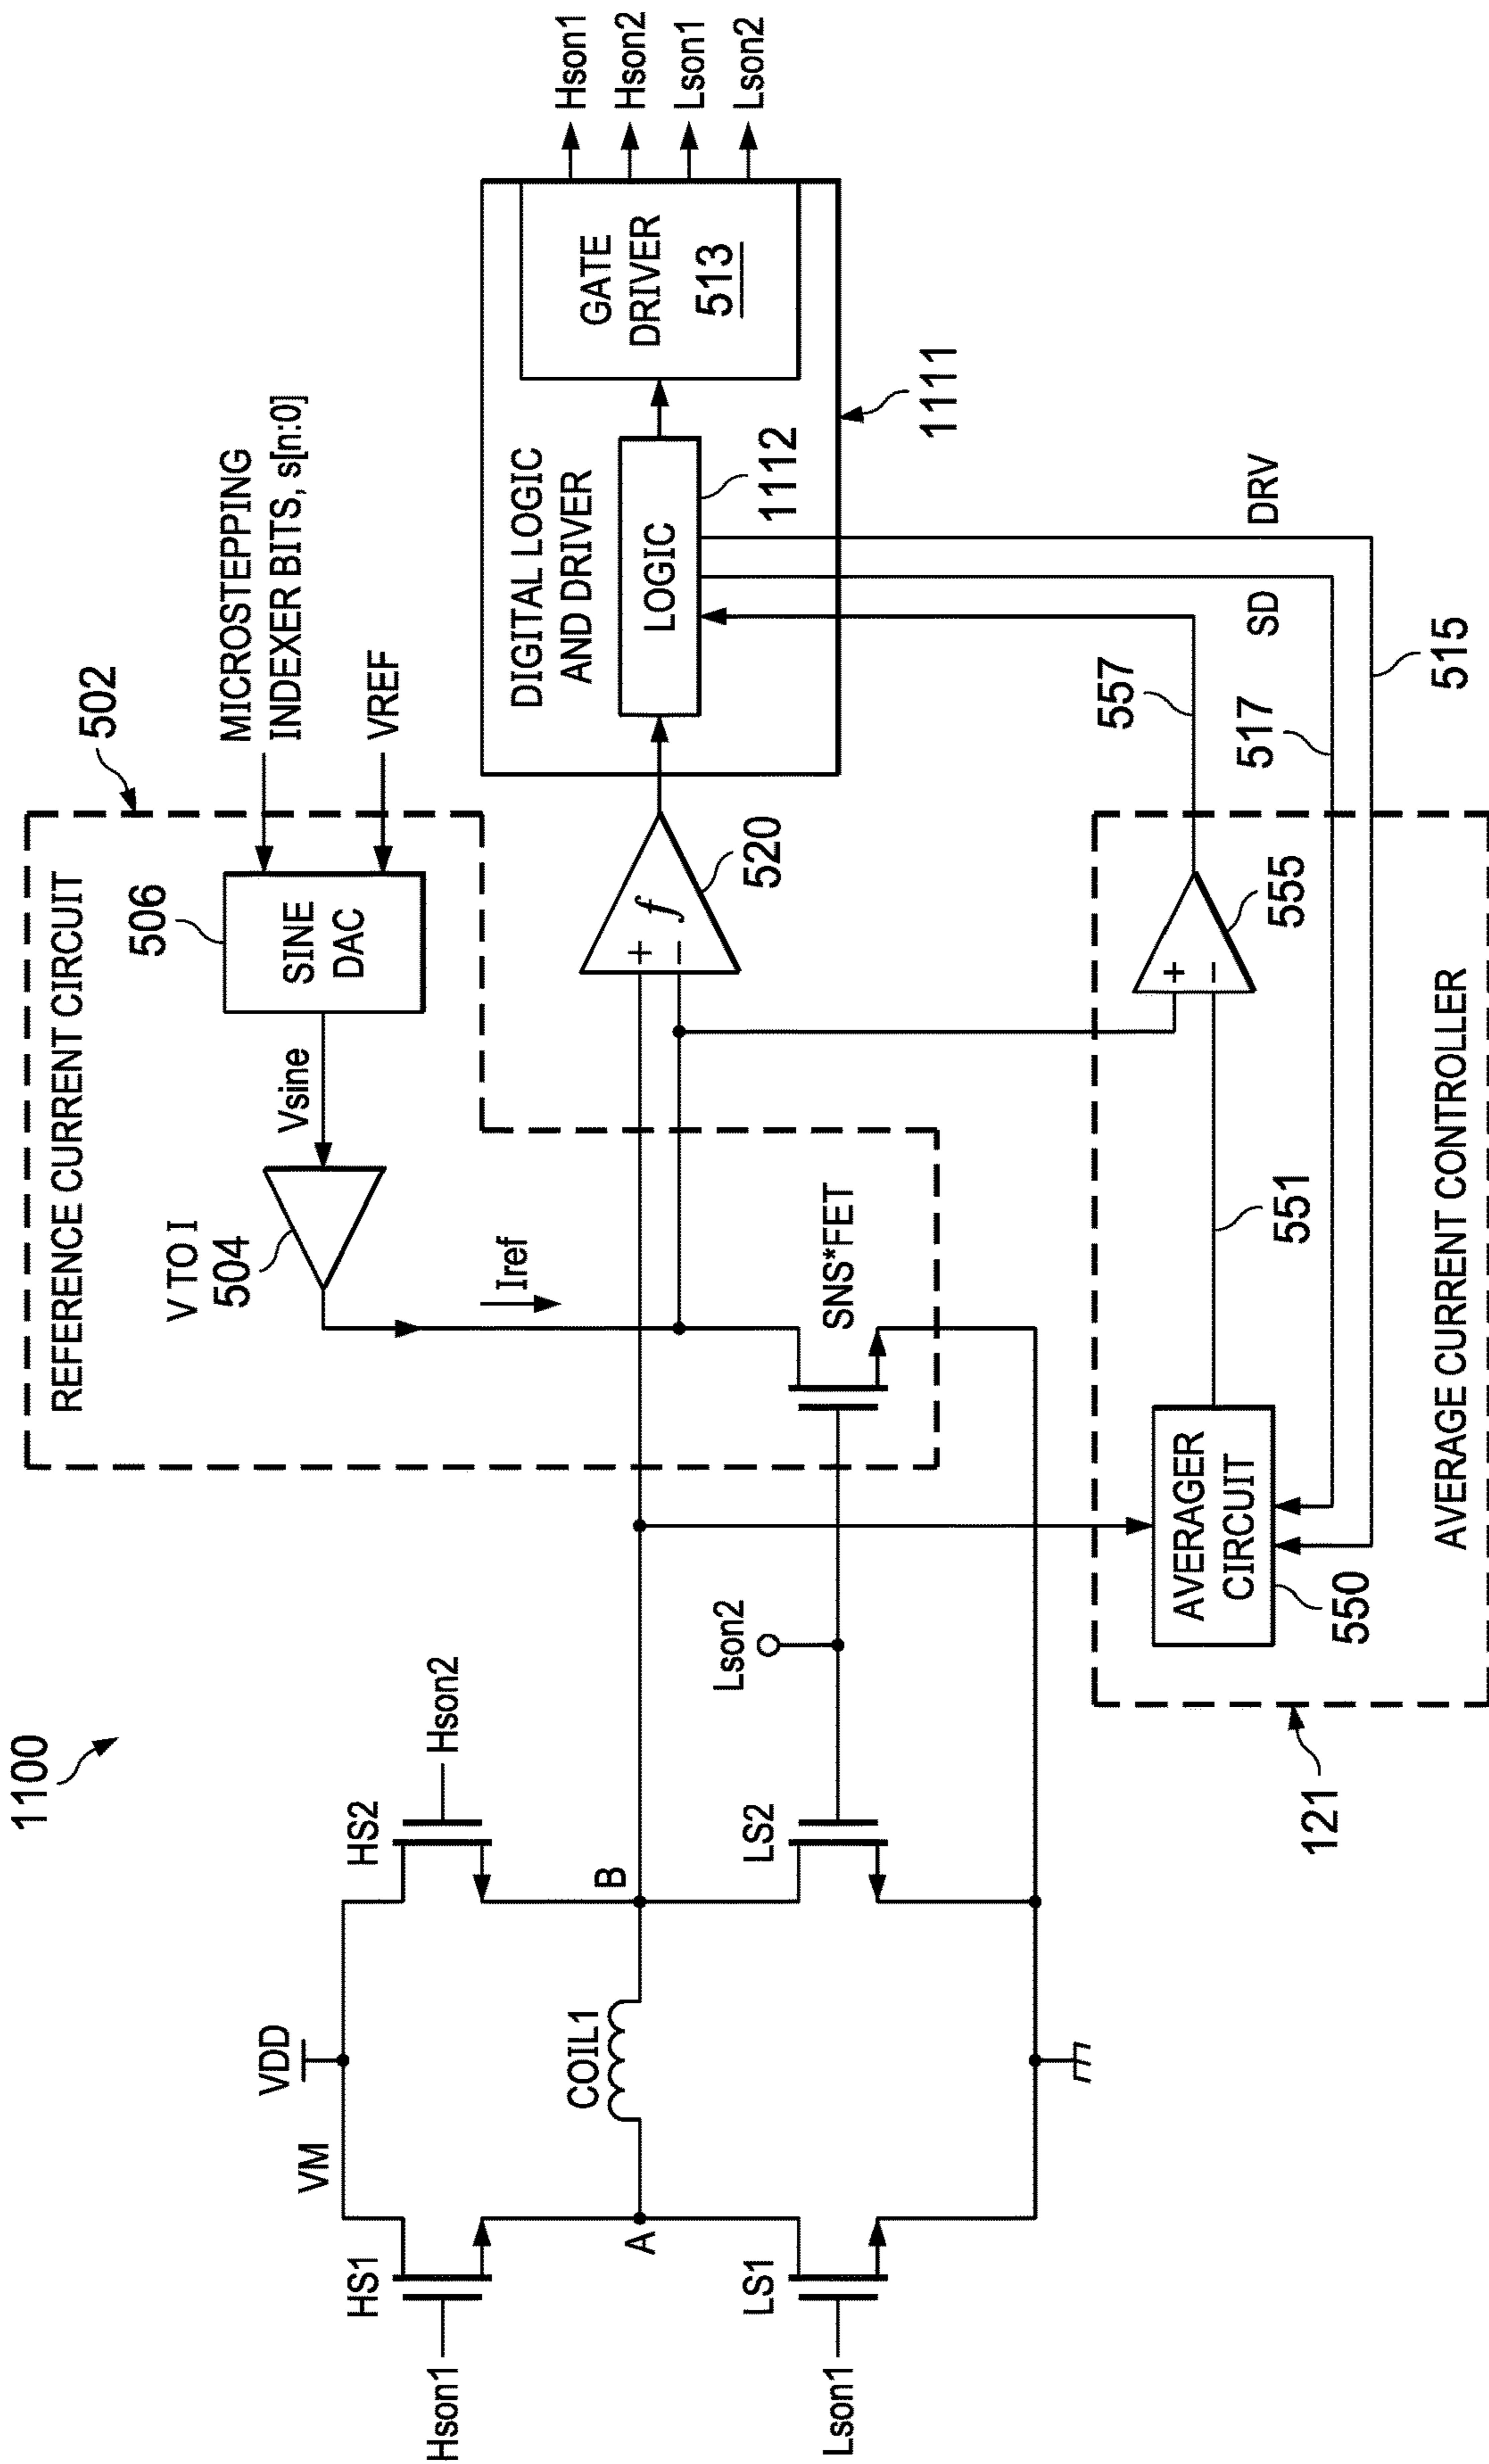 1100
REFERENCE CURRENT CIRCUIT
502
MICROSTEPPING
INDEXER BITS, s[n:0]
VREF
506
SINE
DAC
Vsine
V TO I
504
Iref
SNS*FET
VDD
VM
HS1
Hson1
HS2
Hson2
COIL1
A
B
LS1
Lson1
LS2
Lson2
+
−
f
520
DIGITAL LOGIC
AND DRIVER
LOGIC
1112
GATE
DRIVER
513
1111
Hson1
Hson2
Lson1
Lson2
DRV
SD
515
517
557
+
−
555
551
AVERAGER
CIRCUIT
550
AVERAGE CURRENT CONTROLLER
121